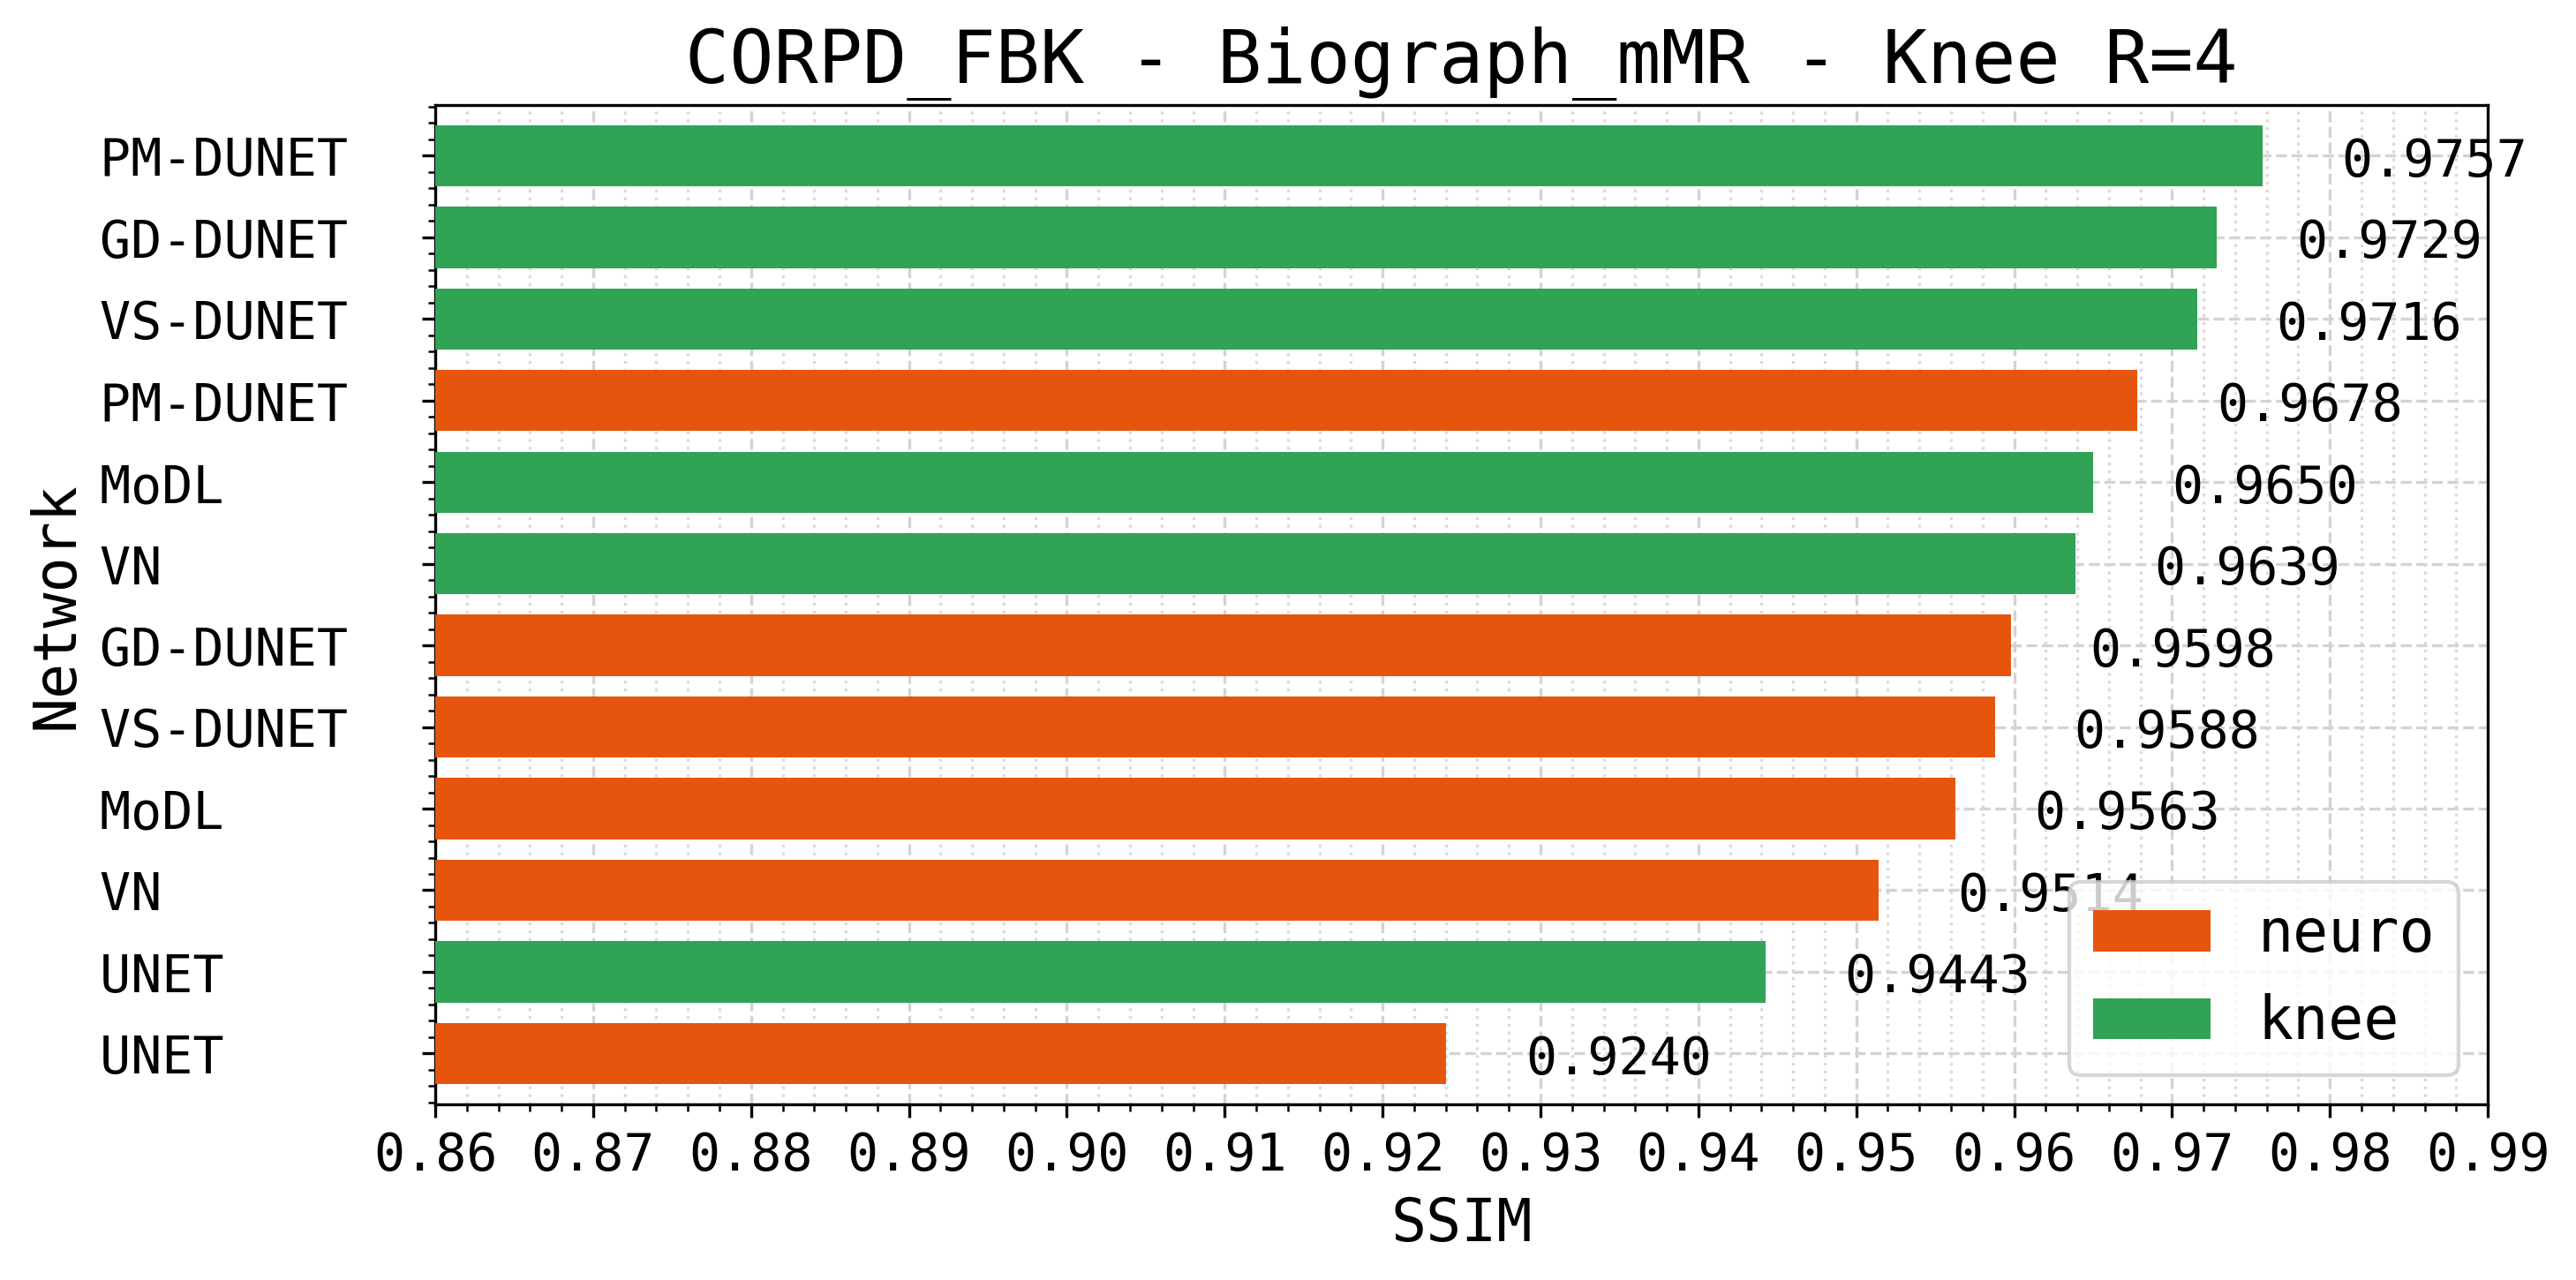 CORPD_FBK - Biograph_mMR - Knee R=4
Network
PM-DUNET 0.9757
GD-DUNET 0.9729
VS-DUNET 0.9716
PM-DUNET 0.9678
MoDL 0.9650
VN 0.9639
GD-DUNET 0.9598
VS-DUNET 0.9588
MoDL 0.9563
VN 0.9514
UNET 0.9443
UNET 0.9240
neuro
knee
0.86 0.87 0.88 0.89 0.90 0.91 0.92 0.93 0.94 0.95 0.96 0.97 0.98 0.99
SSIM